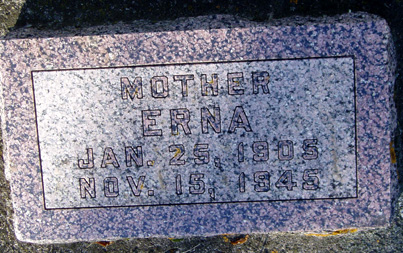 MOTHER
ERNA
JAN. 25, 1905
NOV. 15, 1945